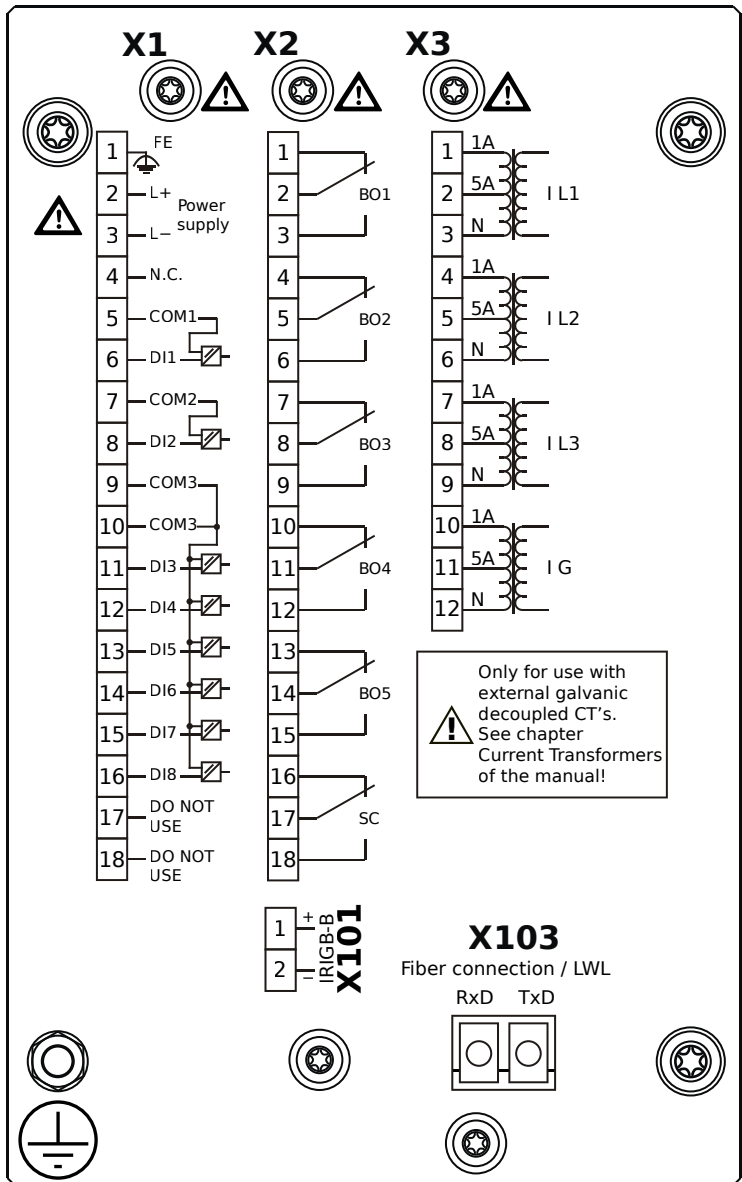 X1 X2 X3
1 FE
2 L+
Power
supply
3 L−
4 N.C.
5 COM1
6 DI1
7 COM2
8 DI2
9 COM3
10 COM3
11 DI3
12 DI4
13 DI5
14 DI6
15 DI7
16 DI8
17 DO NOT
USE
18 DO NOT
USE
1
2 BO1
3
4
5 BO2
6
7
8 BO3
9
10
11 BO4
12
13
14 BO5
15
16
17 SC
18
1 1A
2 5A I L1
3 N
4 1A
5 5A I L2
6 N
7 1A
8 5A I L3
9 N
10 1A
11 5A I G
12 N
Only for use with
external galvanic
decoupled CT’s.
See chapter
Current Transformers
of the manual!
1 +
2 −
IRIGB-B
X101
X103
Fiber connection / LWL
RxD TxD